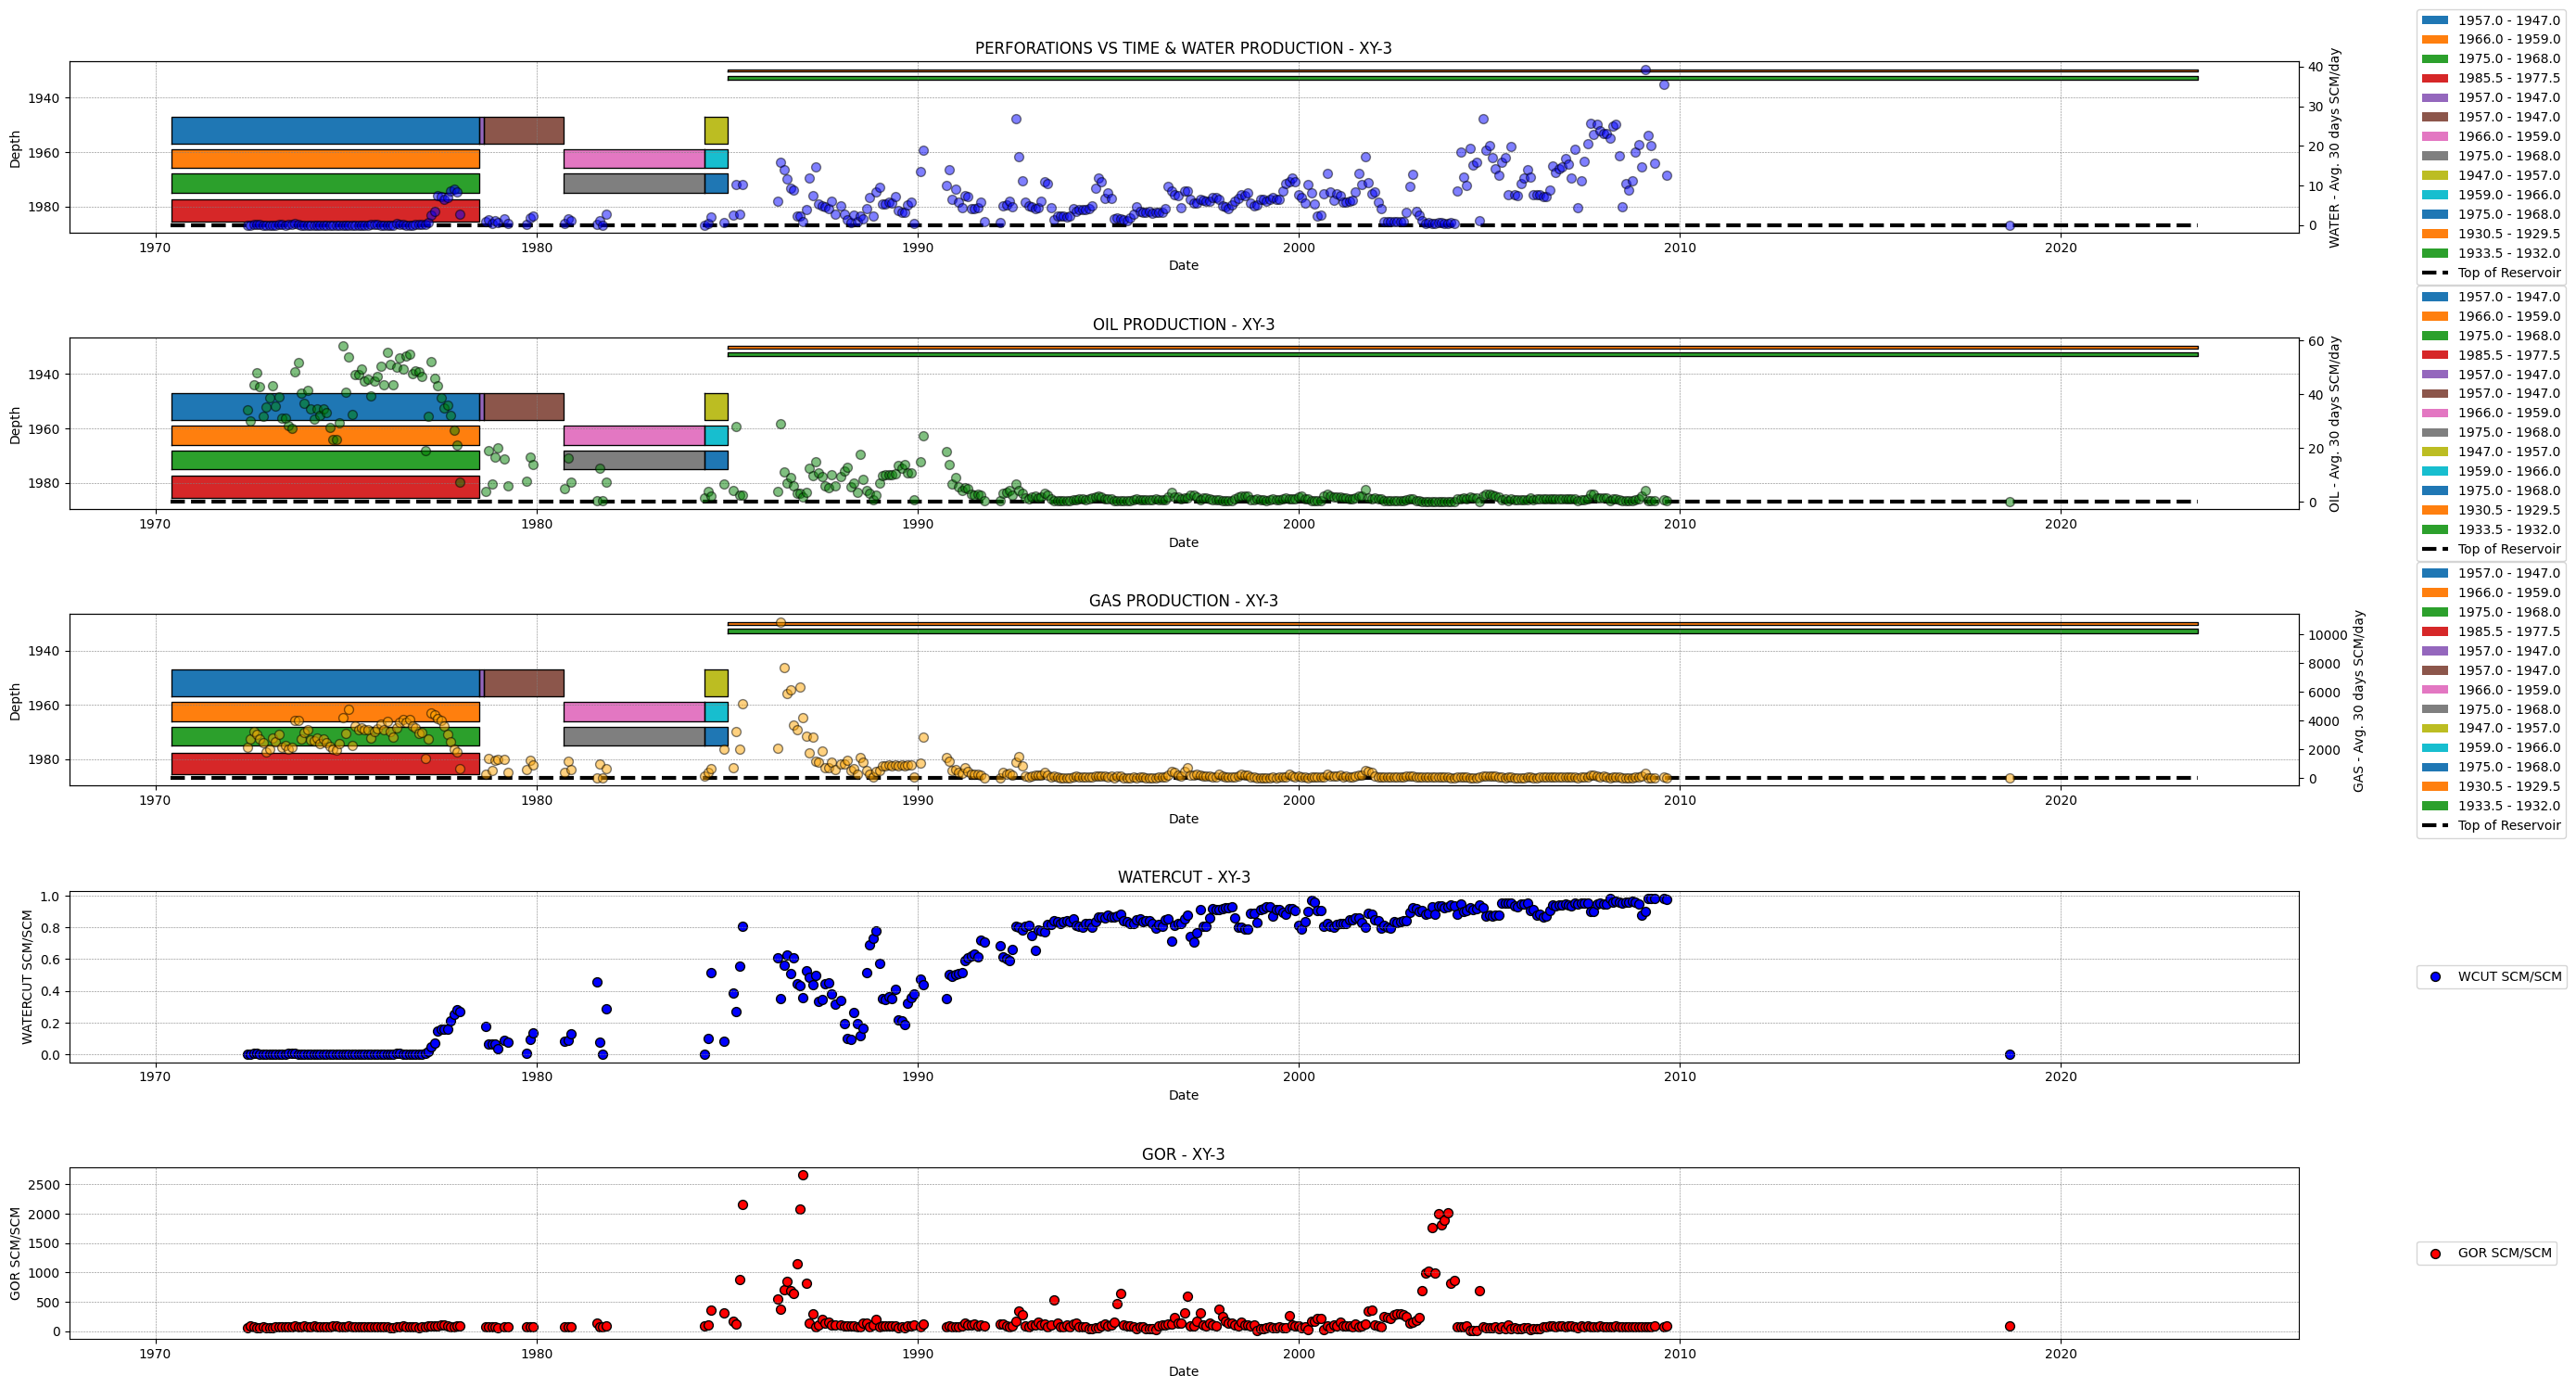 PERFORATIONS VS TIME & WATER PRODUCTION - XY-3
1940
1960
1980
Depth
1970
1980
1990
2000
2010
2020
Date
40
30
20
10
0
WATER - Avg. 30 days SCM/day
1957.0 - 1947.0
1966.0 - 1959.0
1975.0 - 1968.0
1985.5 - 1977.5
1957.0 - 1947.0
1957.0 - 1947.0
1966.0 - 1959.0
1975.0 - 1968.0
1947.0 - 1957.0
1959.0 - 1966.0
1975.0 - 1968.0
1930.5 - 1929.5
1933.5 - 1932.0
Top of Reservoir
OIL PRODUCTION - XY-3
1940
1960
1980
Depth
1970
1980
1990
2000
2010
2020
Date
60
40
20
0
OIL - Avg. 30 days SCM/day
1957.0 - 1947.0
1966.0 - 1959.0
1975.0 - 1968.0
1985.5 - 1977.5
1957.0 - 1947.0
1957.0 - 1947.0
1966.0 - 1959.0
1975.0 - 1968.0
1947.0 - 1957.0
1959.0 - 1966.0
1975.0 - 1968.0
1930.5 - 1929.5
1933.5 - 1932.0
Top of Reservoir
GAS PRODUCTION - XY-3
1940
1960
1980
Depth
1970
1980
1990
2000
2010
2020
Date
10000
8000
6000
4000
2000
0
GAS - Avg. 30 days SCM/day
1957.0 - 1947.0
1966.0 - 1959.0
1975.0 - 1968.0
1985.5 - 1977.5
1957.0 - 1947.0
1957.0 - 1947.0
1966.0 - 1959.0
1975.0 - 1968.0
1947.0 - 1957.0
1959.0 - 1966.0
1975.0 - 1968.0
1930.5 - 1929.5
1933.5 - 1932.0
Top of Reservoir
WATERCUT - XY-3
1.0
0.8
0.6
0.4
0.2
0.0
WATERCUT SCM/SCM
1970
1980
1990
2000
2010
2020
Date
WCUT SCM/SCM
GOR - XY-3
2500
2000
1500
1000
500
0
GOR SCM/SCM
1970
1980
1990
2000
2010
2020
Date
GOR SCM/SCM